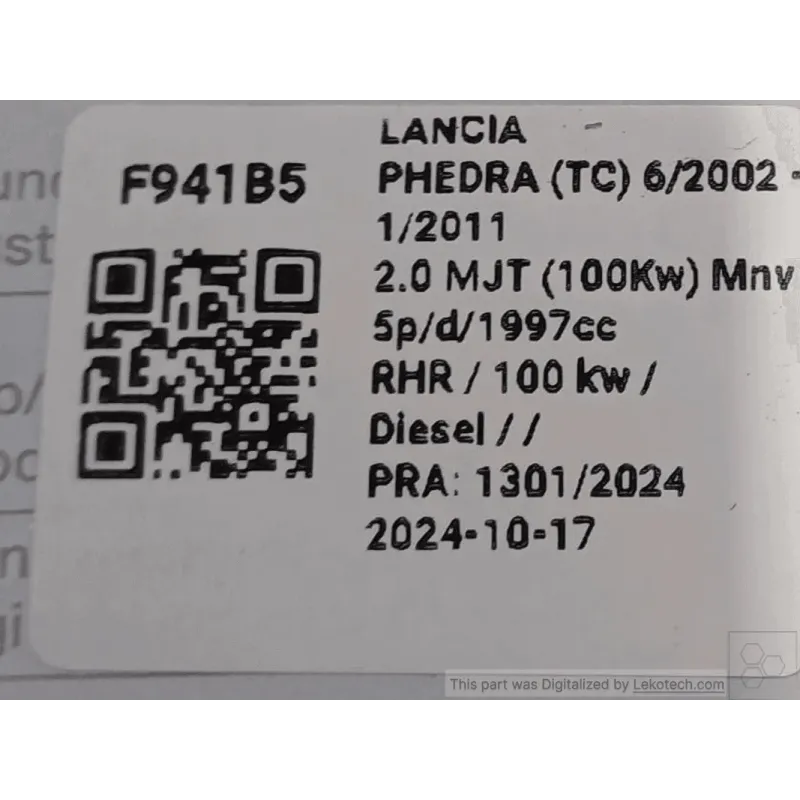 F941B5
LANCIA
PHEDRA (TC) 6/2002 -
1/2011
2.0 MJT (100Kw) Mnv
5p/d/1997cc
RHR / 100 kw /
Diesel / /
PRA: 1301/2024
2024-10-17
This part was Digitalized by Lekotech.com